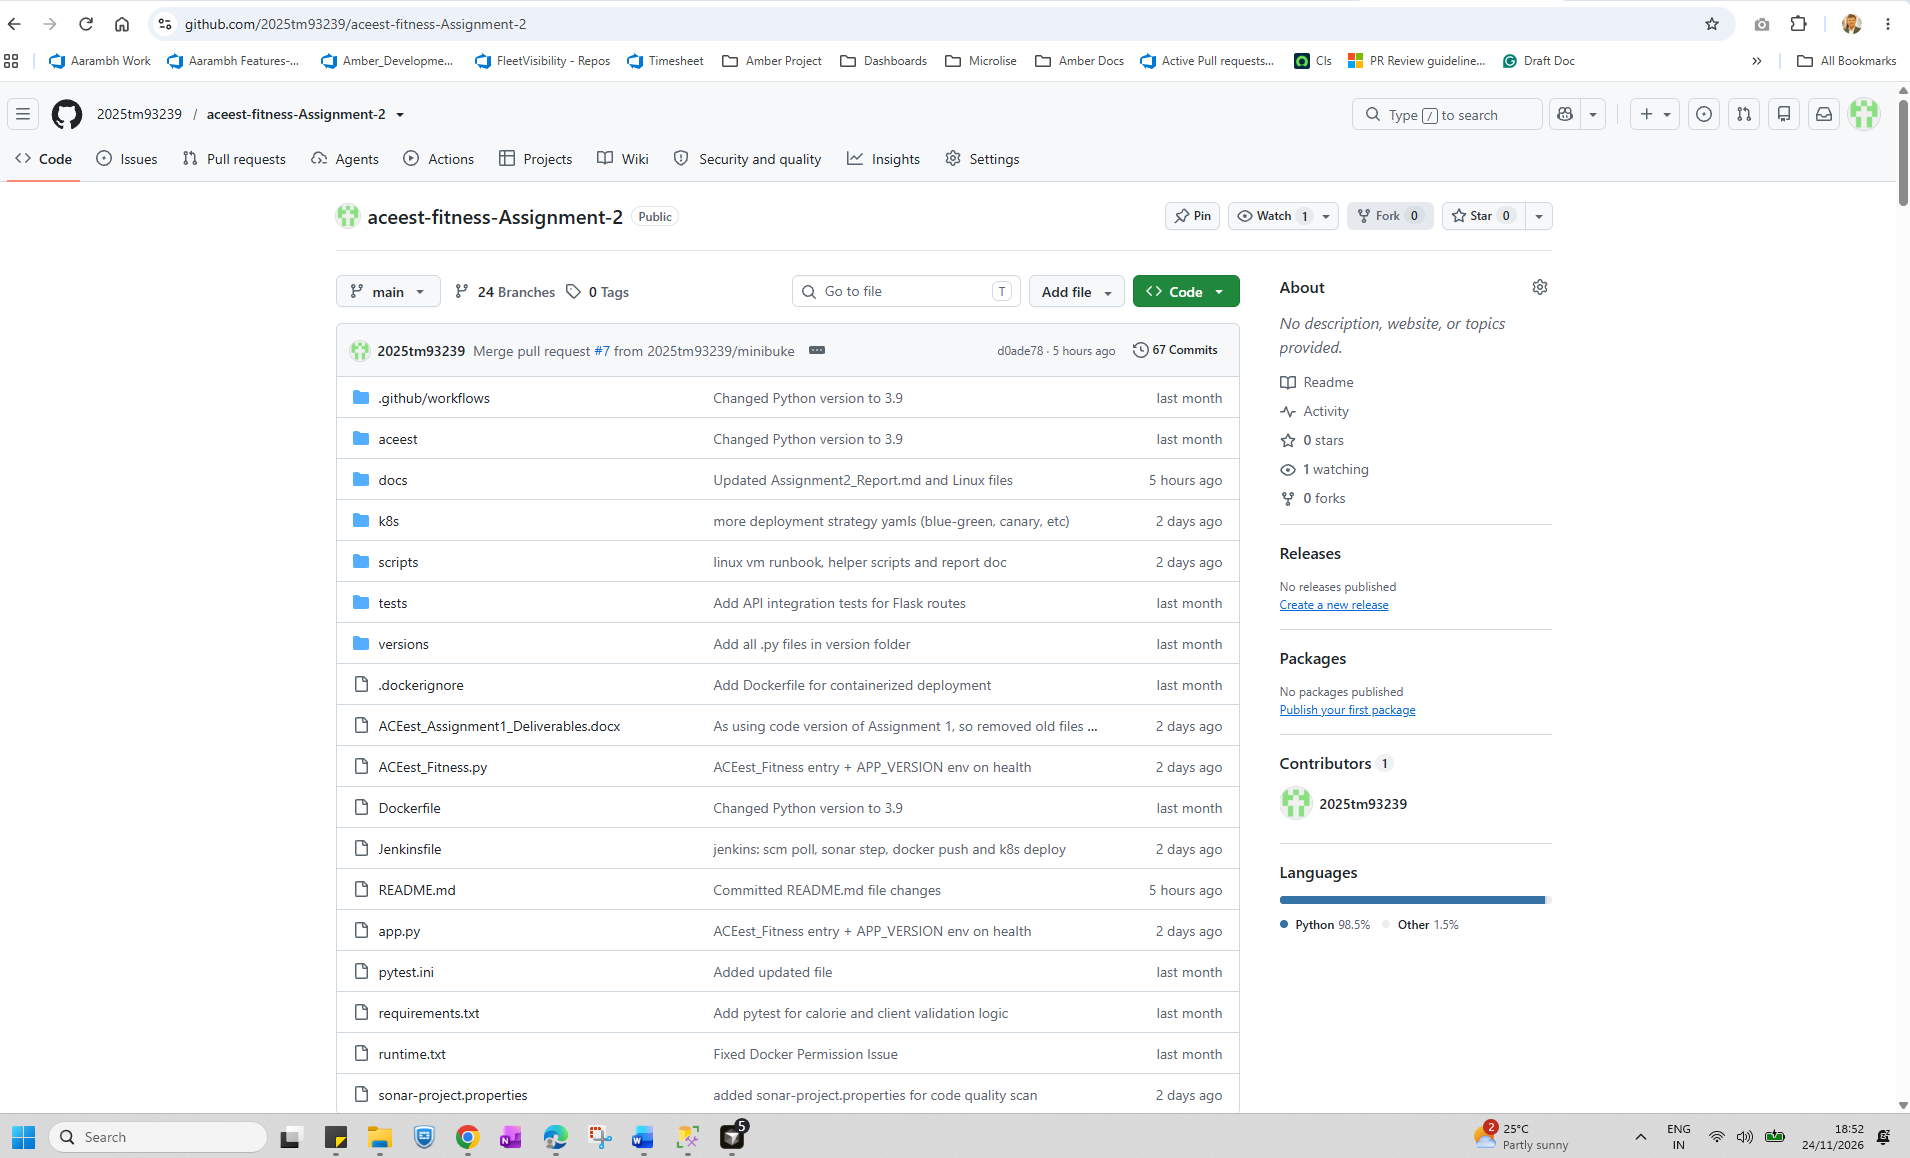 github.com/2025tm93239/aceest-fitness-Assignment-2
Aarambh Work
Aarambh Features-...
Amber_Developme...
FleetVisibility - Repos
Timesheet
Amber Project
Dashboards
Microlise
Amber Docs
Active Pull requests...
CIs
PR Review guideline...
Draft Doc
»
All Bookmarks
2025tm93239 / aceest-fitness-Assignment-2
Type / to search
Code
Issues
Pull requests
Agents
Actions
Projects
Wiki
Security and quality
Insights
Settings
aceest-fitness-Assignment-2 Public
Pin
Watch 1
Fork 0
Star 0
main
24 Branches
0 Tags
Go to file T
Add file
Code
2025tm93239 Merge pull request #7 from 2025tm93239/minibuke d0ade78 · 5 hours ago 67 Commits
.github/workflows Changed Python version to 3.9 last month
aceest Changed Python version to 3.9 last month
docs Updated Assignment2_Report.md and Linux files 5 hours ago
k8s more deployment strategy yamls (blue-green, canary, etc) 2 days ago
scripts linux vm runbook, helper scripts and report doc 2 days ago
tests Add API integration tests for Flask routes last month
versions Add all .py files in version folder last month
.dockerignore Add Dockerfile for containerized deployment last month
ACEest_Assignment1_Deliverables.docx As using code version of Assignment 1, so removed old files ... 2 days ago
ACEest_Fitness.py ACEest_Fitness entry + APP_VERSION env on health 2 days ago
Dockerfile Changed Python version to 3.9 last month
Jenkinsfile jenkins: scm poll, sonar step, docker push and k8s deploy 2 days ago
README.md Committed README.md file changes 5 hours ago
app.py ACEest_Fitness entry + APP_VERSION env on health 2 days ago
pytest.ini Added updated file last month
requirements.txt Add pytest for calorie and client validation logic last month
runtime.txt Fixed Docker Permission Issue last month
sonar-project.properties added sonar-project.properties for code quality scan 2 days ago
About
No description, website, or topics
provided.
Readme
Activity
0 stars
1 watching
0 forks
Releases
No releases published
Create a new release
Packages
No packages published
Publish your first package
Contributors 1
2025tm93239
Languages
Python 98.5% Other 1.5%
Search
5
2
25°C
Partly sunny
ENG
IN
18:52
24/11/2026